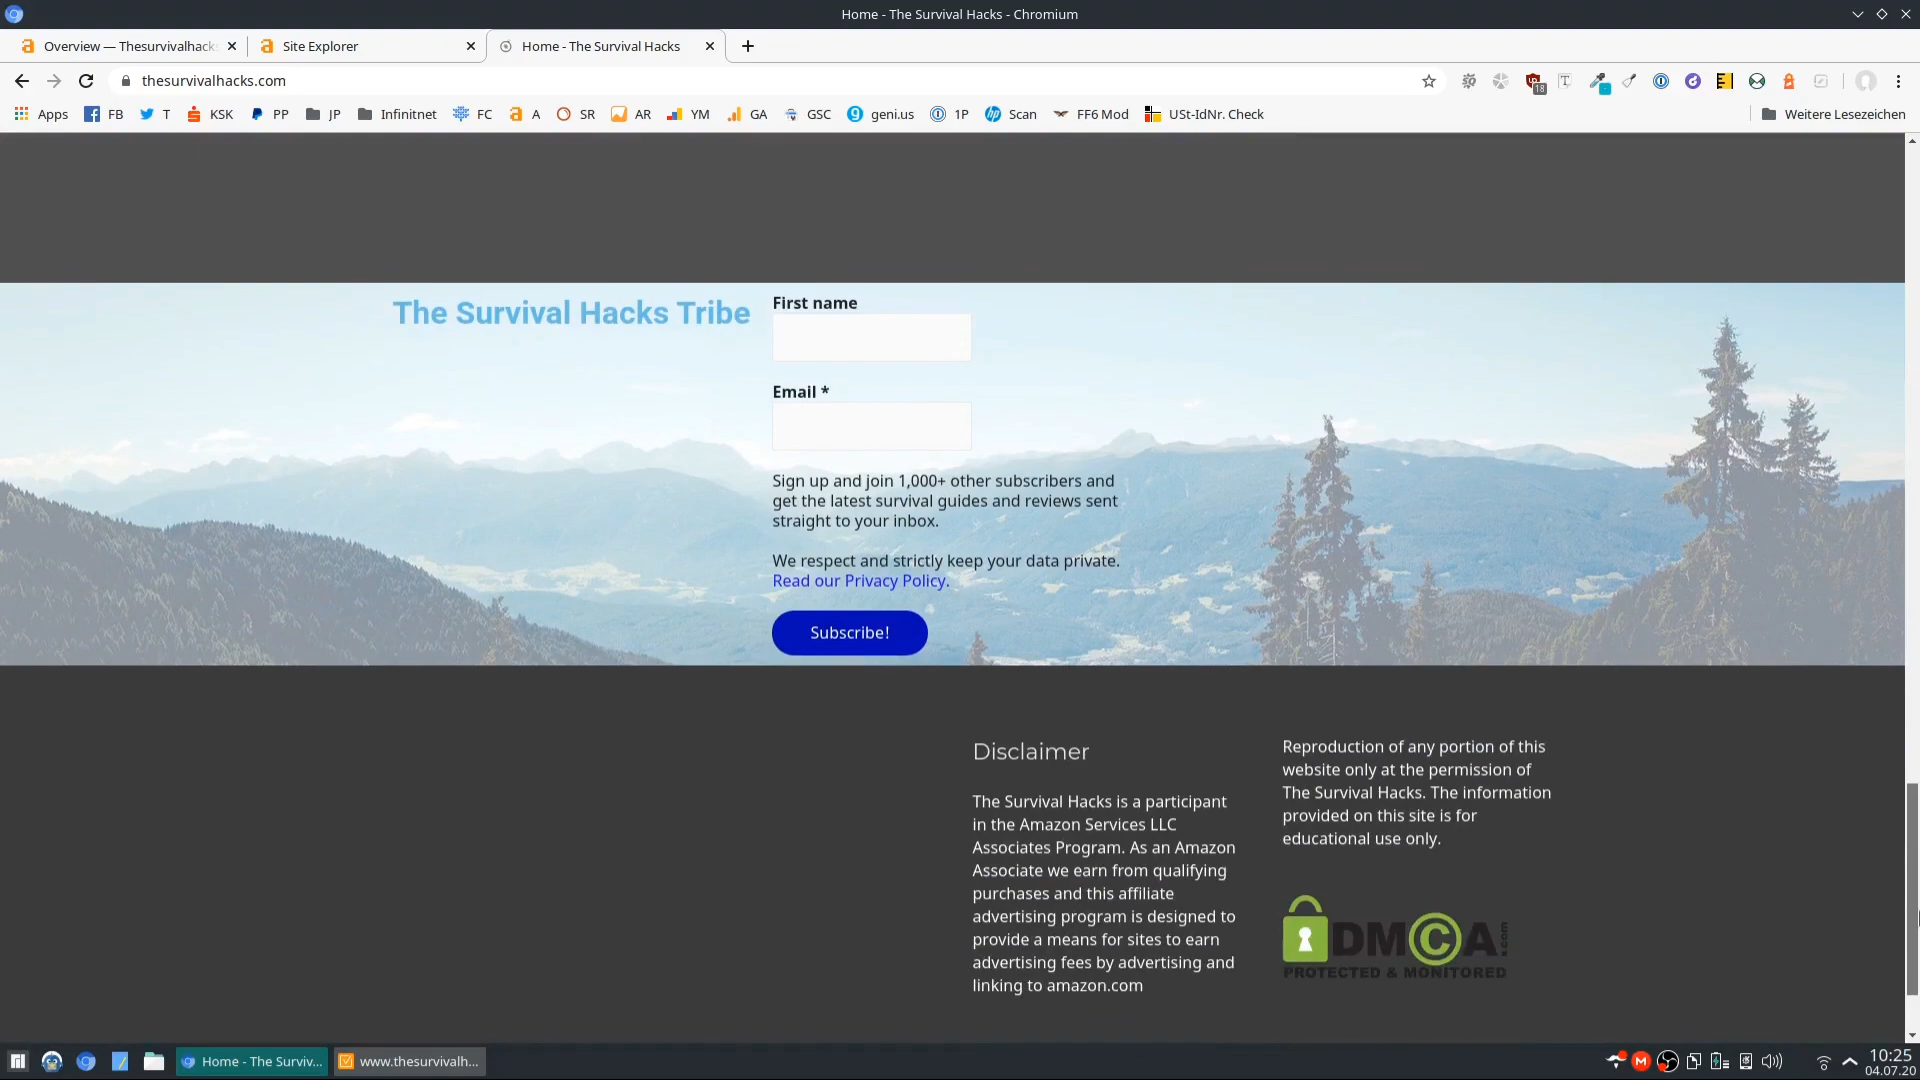 Home - The Survival Hacks - Chromium
Overview — Thesurvivalhack
Site Explorer
Home - The Survival Hacks
thesurvivalhacks.com
18
Apps
FB
T
KSK
PP
JP
Infinitnet
FC
A
SR
AR
YM
GA
GSC
geni.us
1P
Scan
FF6 Mod
USt-IdNr. Check
Weitere Lesezeichen
The Survival Hacks Tribe
First name
Email *
Sign up and join 1,000+ other subscribers and
get the latest survival guides and reviews sent
straight to your inbox.
We respect and strictly keep your data private.
Read our Privacy Policy.
Subscribe!
Disclaimer
The Survival Hacks is a participant
in the Amazon Services LLC
Associates Program. As an Amazon
Associate we earn from qualifying
purchases and this affiliate
advertising program is designed to
provide a means for sites to earn
advertising fees by advertising and
linking to amazon.com
Reproduction of any portion of this
website only at the permission of
The Survival Hacks. The information
provided on this site is for
educational use only.
DMCA.com
PROTECTED & MONITORED
Home - The Surviv...
www.thesurvivalh...
10:25
04.07.20